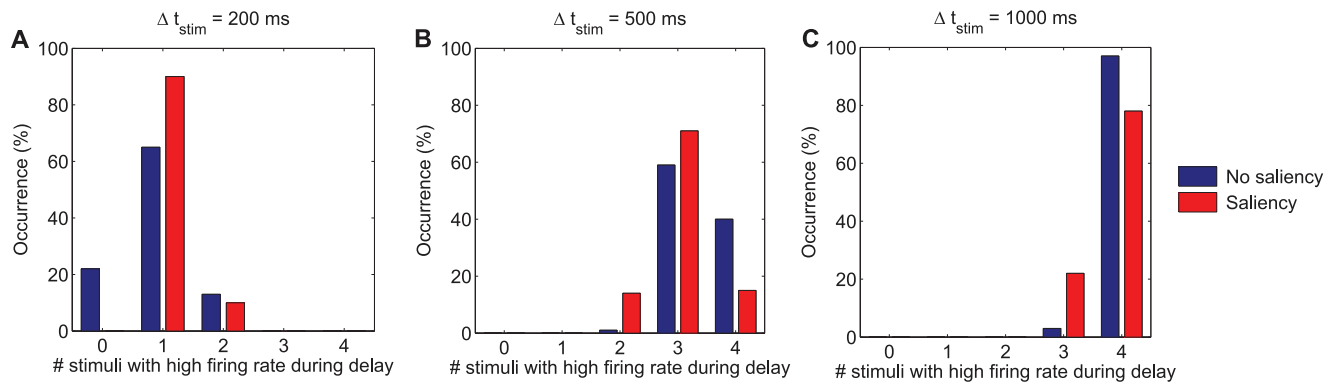 A
Δ t_stim = 200 ms
100
80
60
40
20
0
0 1 2 3 4
Occurrence (%)
# stimuli with high firing rate during delay
B
Δ t_stim = 500 ms
100
80
60
40
20
0
0 1 2 3 4
Occurrence (%)
# stimuli with high firing rate during delay
C
Δ t_stim = 1000 ms
100
80
60
40
20
0
0 1 2 3 4
Occurrence (%)
# stimuli with high firing rate during delay
No saliency
Saliency